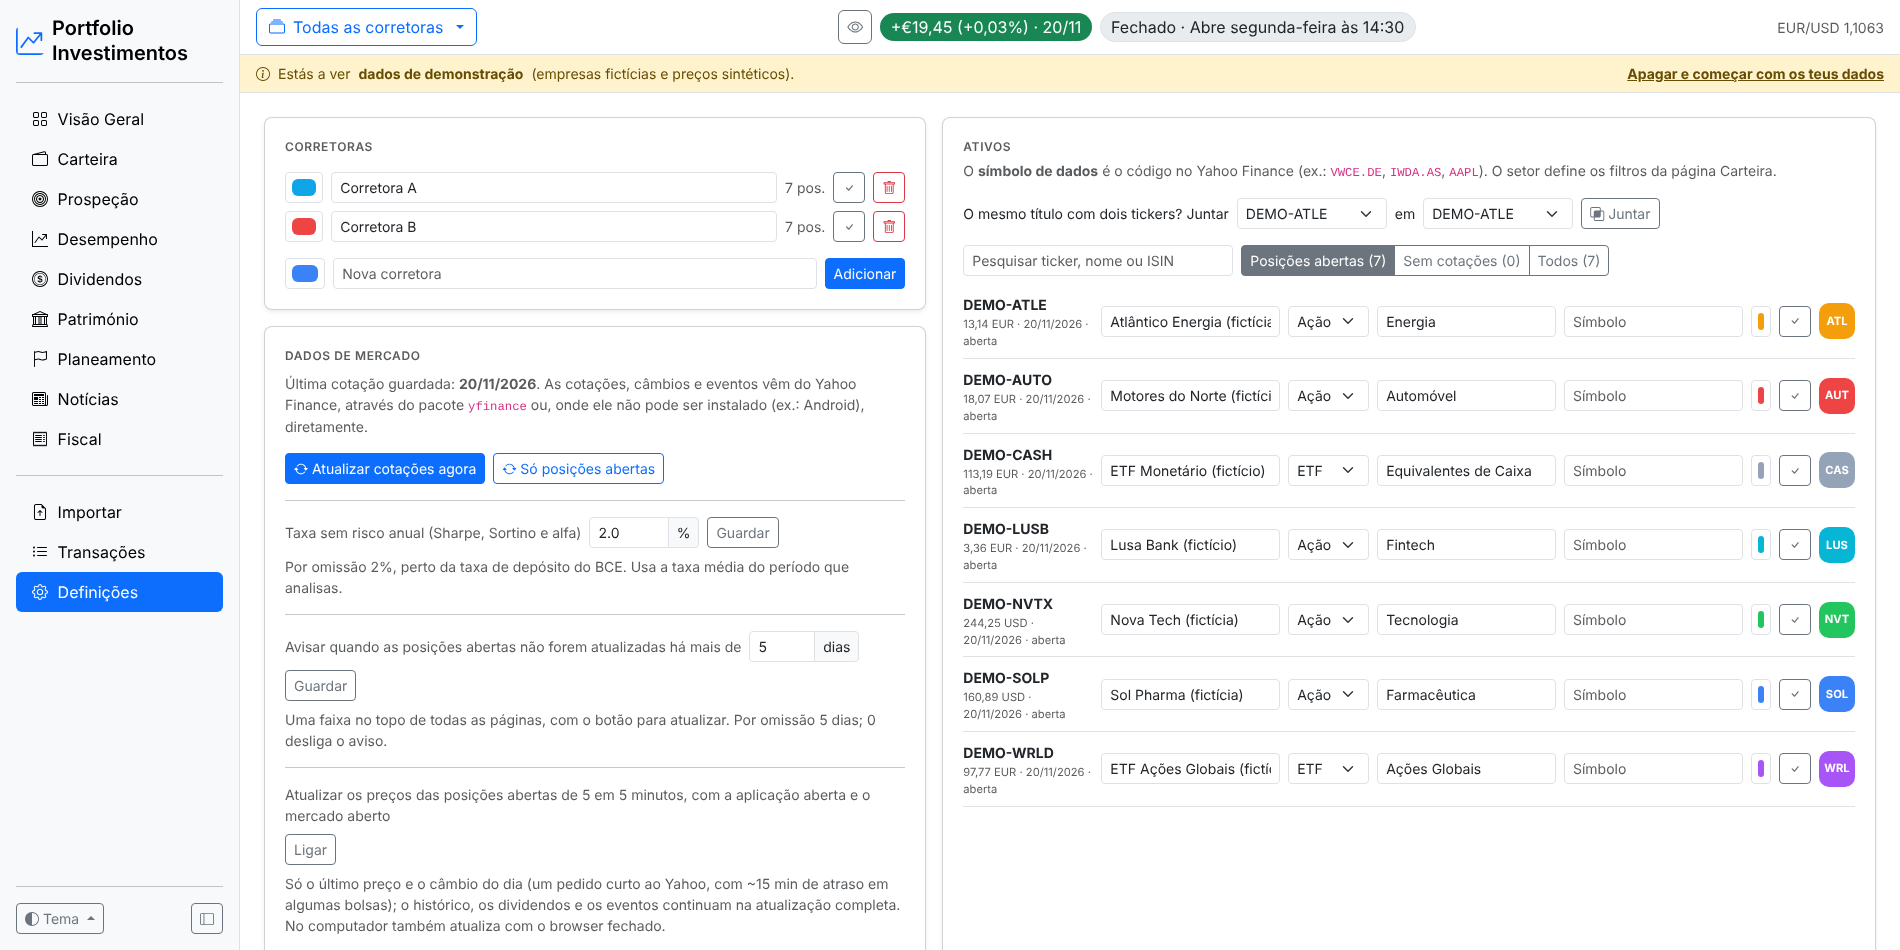 Portfolio
Investimentos
Visão Geral
Carteira
Prospeção
Desempenho
Dividendos
Património
Planeamento
Notícias
Fiscal
Importar
Transações
Definições
Tema
Todas as corretoras
+€19,45 (+0,03%) · 20/11
Fechado · Abre segunda-feira às 14:30
EUR/USD 1,1063
Estás a ver dados de demonstração (empresas fictícias e preços sintéticos).
Apagar e começar com os teus dados
CORRETORAS
Corretora A 7 pos.
Corretora B 7 pos.
Nova corretora Adicionar
DADOS DE MERCADO
Última cotação guardada: 20/11/2026. As cotações, câmbios e eventos vêm do Yahoo
Finance, através do pacote yfinance ou, onde ele não pode ser instalado (ex.: Android),
diretamente.
Atualizar cotações agora Só posições abertas
Taxa sem risco anual (Sharpe, Sortino e alfa) 2.0 % Guardar
Por omissão 2%, perto da taxa de depósito do BCE. Usa a taxa média do período que
analisas.
Avisar quando as posições abertas não forem atualizadas há mais de 5 dias
Guardar
Uma faixa no topo de todas as páginas, com o botão para atualizar. Por omissão 5 dias; 0
desliga o aviso.
Atualizar os preços das posições abertas de 5 em 5 minutos, com a aplicação aberta e o
mercado aberto
Ligar
Só o último preço e o câmbio do dia (um pedido curto ao Yahoo, com ~15 min de atraso em
algumas bolsas); o histórico, os dividendos e os eventos continuam na atualização completa.
No computador também atualiza com o browser fechado.
ATIVOS
O símbolo de dados é o código no Yahoo Finance (ex.: VWCE.DE, IWDA.AS, AAPL). O setor define os filtros da página Carteira.
O mesmo título com dois tickers? Juntar DEMO-ATLE em DEMO-ATLE Juntar
Pesquisar ticker, nome ou ISIN Posições abertas (7) Sem cotações (0) Todos (7)
DEMO-ATLE
13,14 EUR · 20/11/2026 ·
aberta
Atlântico Energia (fictícia Ação Energia Símbolo ATL
DEMO-AUTO
18,07 EUR · 20/11/2026 ·
aberta
Motores do Norte (fictíci Ação Automóvel Símbolo AUT
DEMO-CASH
113,19 EUR · 20/11/2026 ·
aberta
ETF Monetário (fictício) ETF Equivalentes de Caixa Símbolo CAS
DEMO-LUSB
3,36 EUR · 20/11/2026 ·
aberta
Lusa Bank (fictício) Ação Fintech Símbolo LUS
DEMO-NVTX
244,25 USD ·
20/11/2026 · aberta
Nova Tech (fictícia) Ação Tecnologia Símbolo NVT
DEMO-SOLP
160,89 USD ·
20/11/2026 · aberta
Sol Pharma (fictícia) Ação Farmacêutica Símbolo SOL
DEMO-WRLD
97,77 EUR · 20/11/2026 ·
aberta
ETF Ações Globais (fictí ETF Ações Globais Símbolo WRL